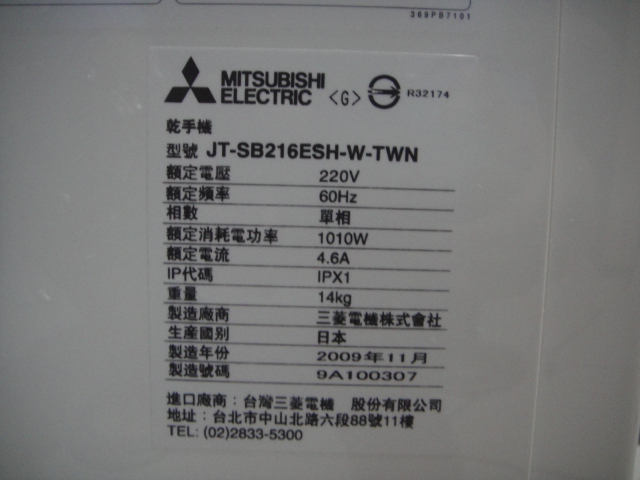 369PB7101
MITSUBISHI
ELECTRIC <G> R32174
乾手機
型號 JT-SB216ESH-W-TWN
額定電壓 220V
額定頻率 60Hz
相數 單相
額定消耗電功率 1010W
額定電流 4.6A
IP代碼 IPX1
重量 14kg
製造廠商 三菱電機株式會社
生產國别 日本
製造年份 2009年11月
製造號碼 9A100307
進口廠商：台灣三菱電機 股份有限公司
地址：台北市中山北路六段88號11樓
TEL: (02)2833-5300